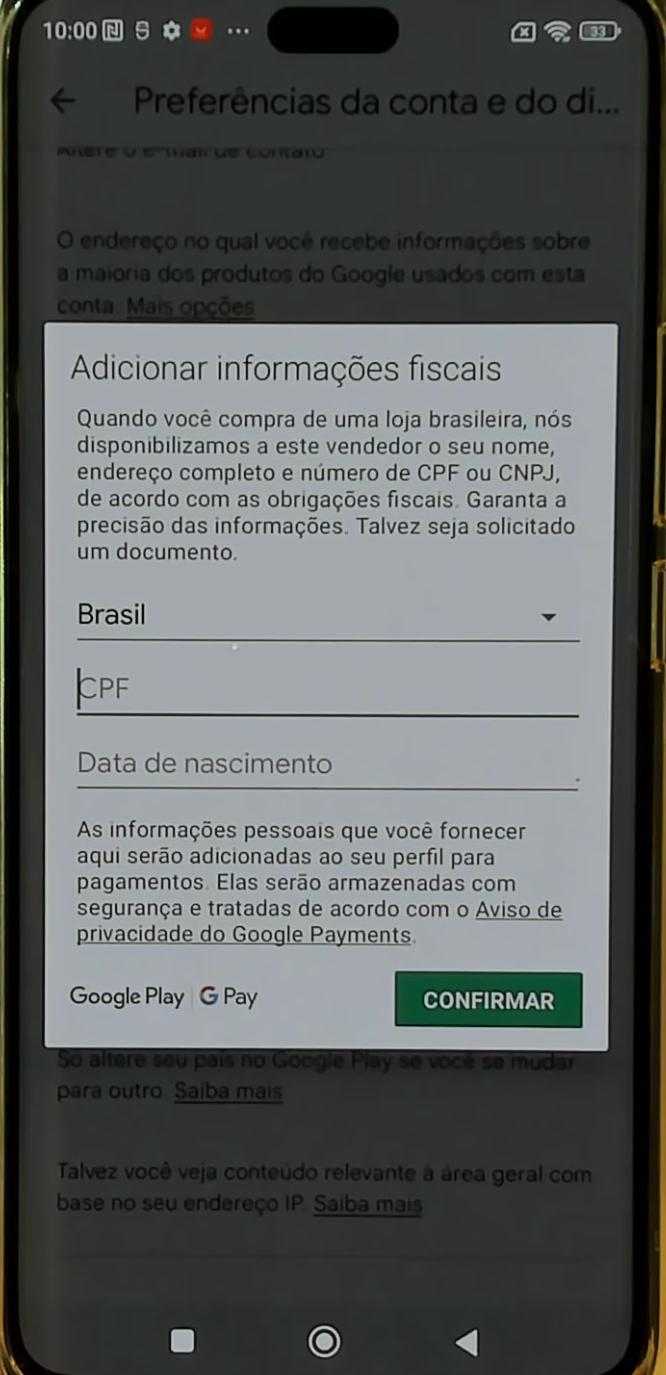 10:00
33
Preferências da conta e do di...
Altere o e-mail de contato
O endereço no qual você recebe informações sobre
a maioria dos produtos do Google usados com esta
conta. Mais opções
Adicionar informações fiscais
Quando você compra de uma loja brasileira, nós
disponibilizamos a este vendedor o seu nome,
endereço completo e número de CPF ou CNPJ,
de acordo com as obrigações fiscais. Garanta a
precisão das informações. Talvez seja solicitado
um documento.
Brasil
CPF
Data de nascimento
As informações pessoais que você fornecer
aqui serão adicionadas ao seu perfil para
pagamentos. Elas serão armazenadas com
segurança e tratadas de acordo com o Aviso de
privacidade do Google Payments.
Google Play | G Pay
CONFIRMAR
Só altere seu país no Google Play se você se mudar
para outro. Saiba mais
Talvez você veja conteúdo relevante à área geral com
base no seu endereço IP. Saiba mais